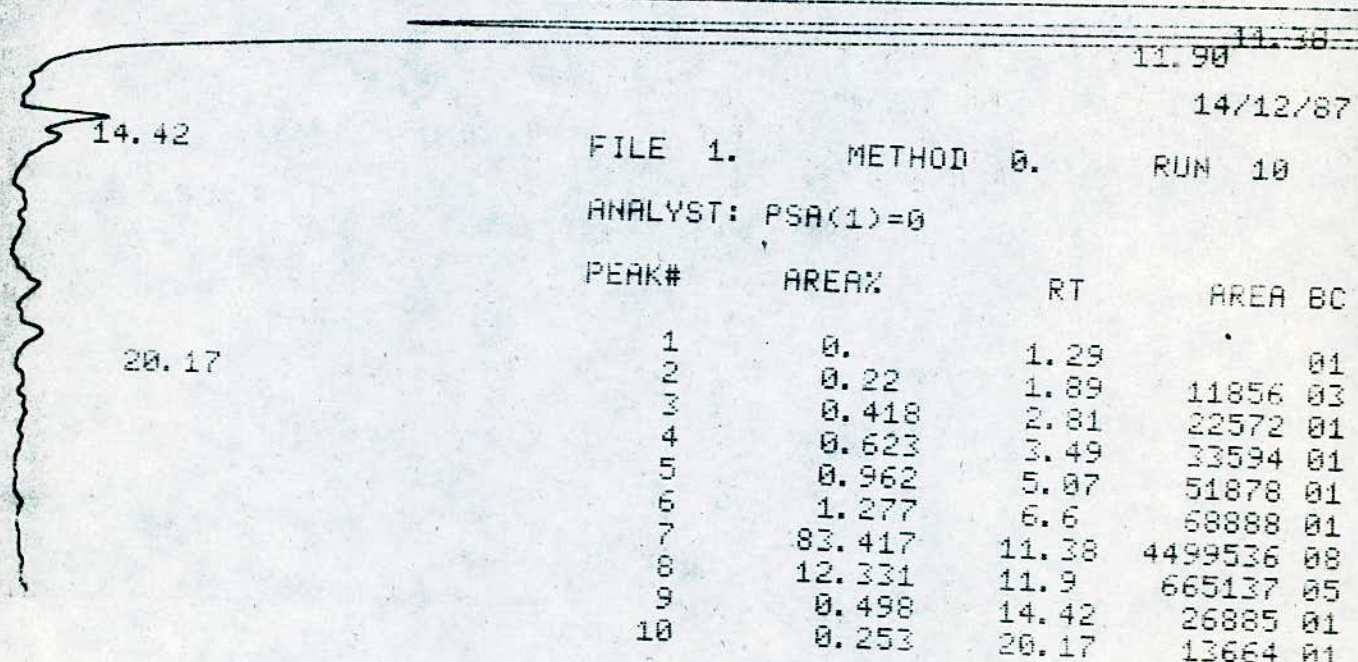 11.38
11.90
14/12/87
14.42
FILE 1. METHOD 0. RUN 10
ANALYST: PSA(1)=0
PEAK# AREA% RT AREA BC
1 0. 1.29 01
20.17
2 0.22 1.89 11856 03
3 0.418 2.81 22572 01
4 0.623 3.49 33594 01
5 0.962 5.07 51878 01
6 1.277 6.6 68888 01
7 83.417 11.38 4499536 08
8 12.331 11.9 665137 05
9 0.498 14.42 26885 01
10 0.253 20.17 13664 01